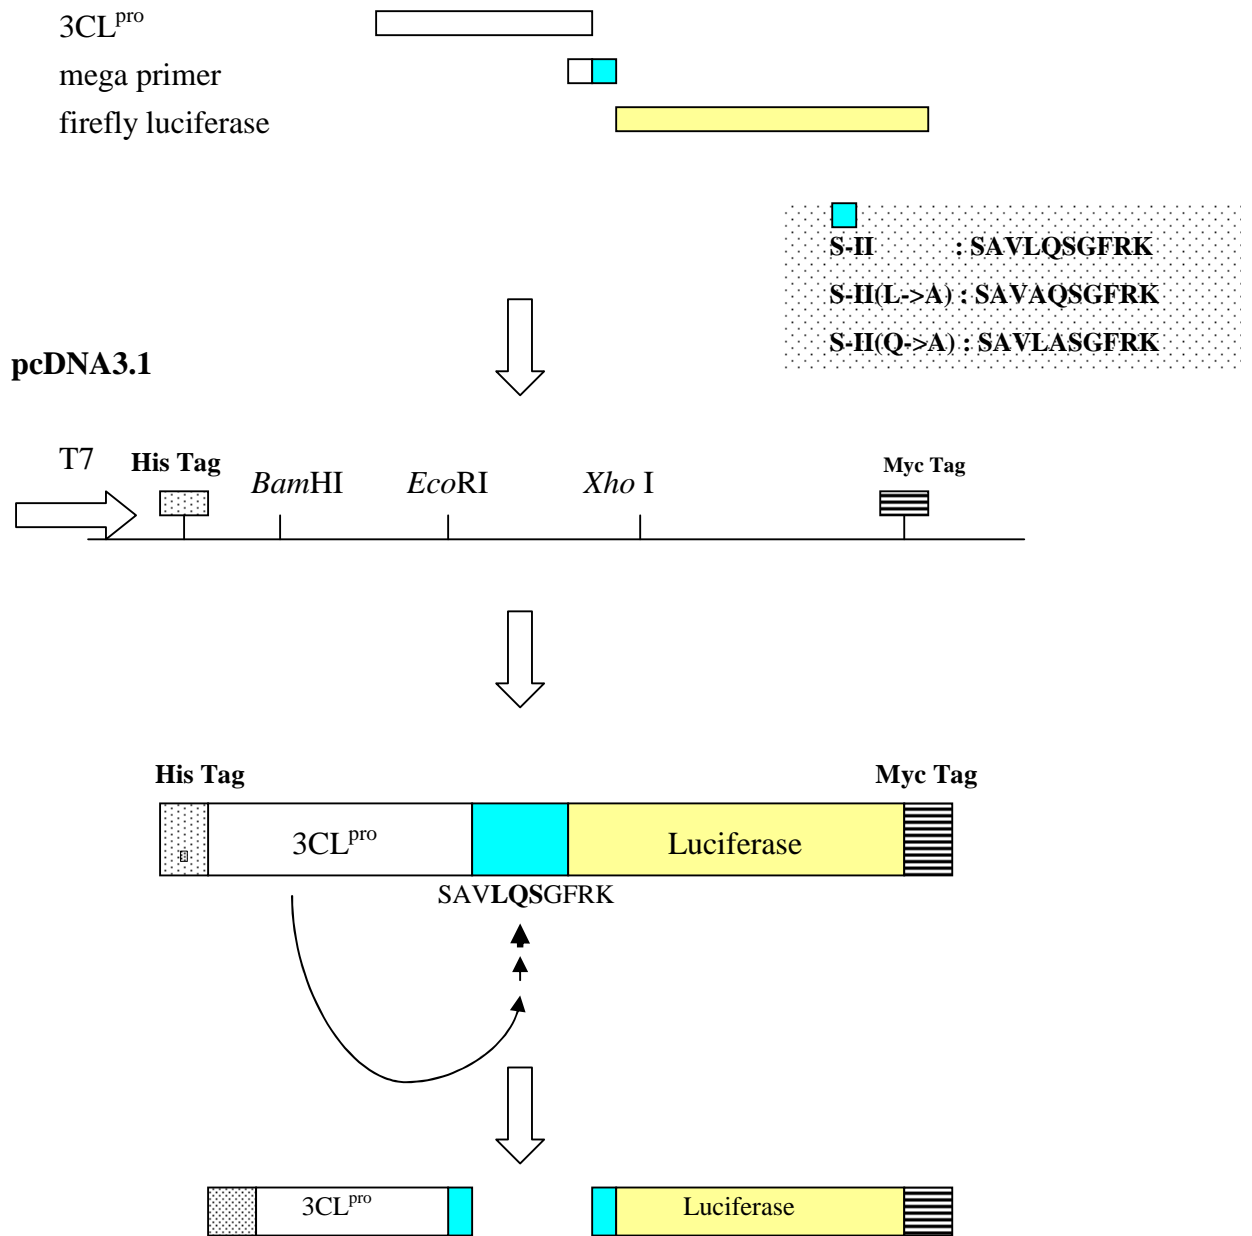 3CLpro
mega primer
firefly luciferase
S-II : SAVLQSGFRK
S-II(L->A) : SAVAQSGFRK
S-II(Q->A) : SAVLASGFRK
pcDNA3.1
T7 His Tag BamHI EcoRI Xho I Myc Tag
His Tag Myc Tag
3CLpro Luciferase
SAVLQSGFRK
3CLpro Luciferase